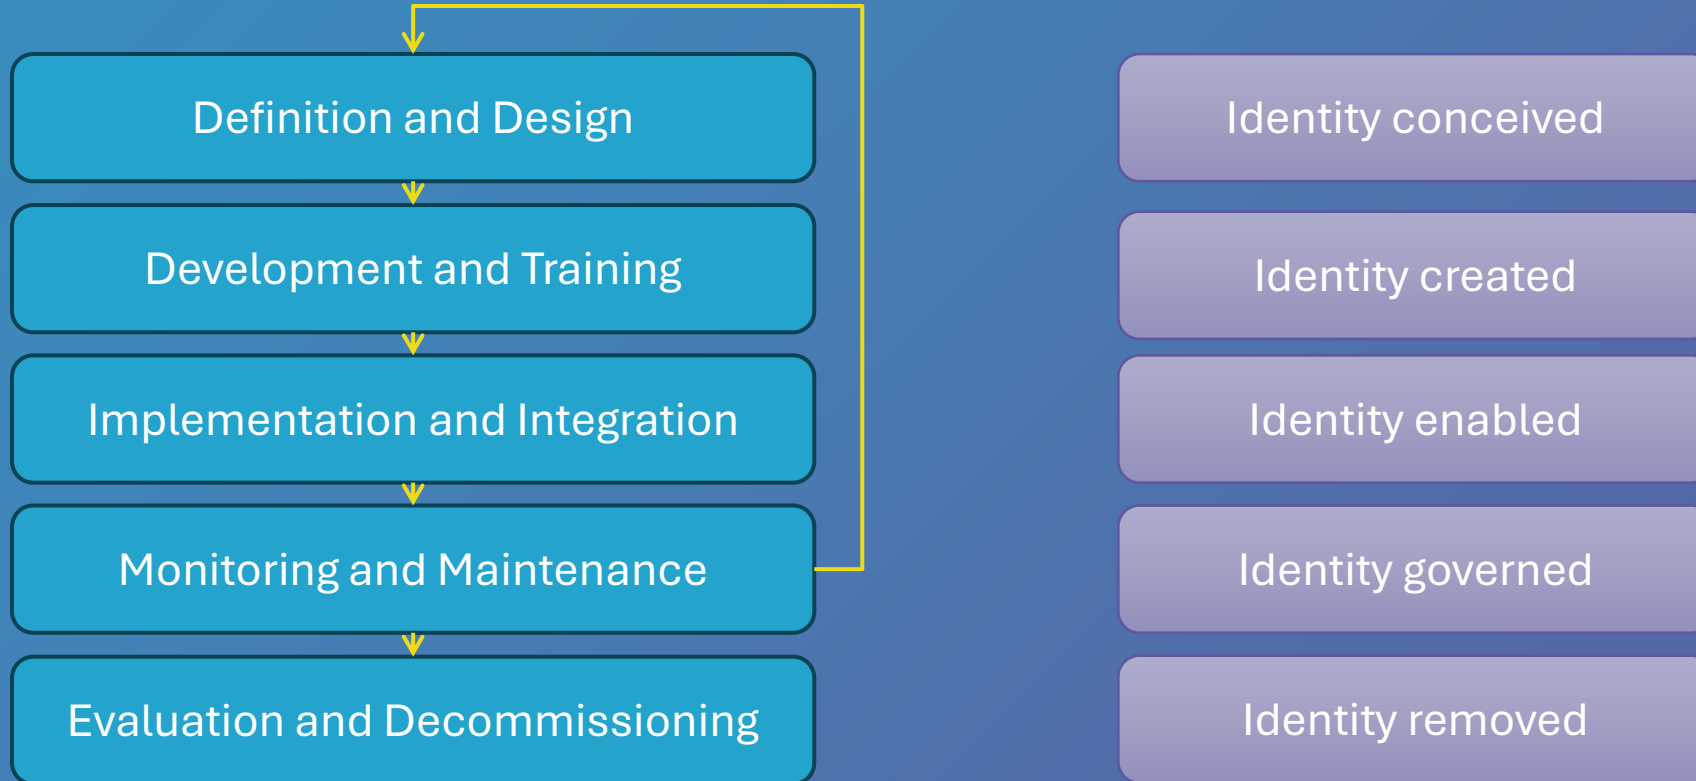 Definition and Design
Identity conceived
Development and Training
Identity created
Implementation and Integration
Identity enabled
Monitoring and Maintenance
Identity governed
Evaluation and Decommissioning
Identity removed